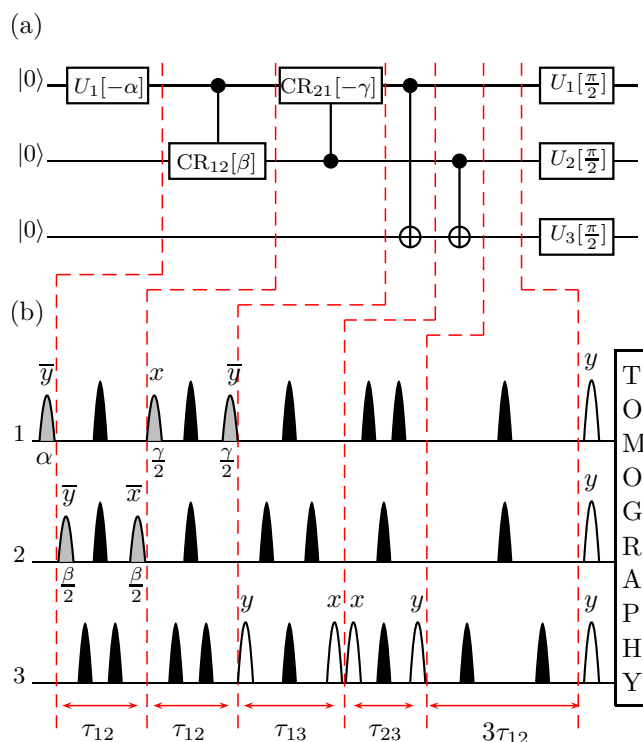 (a)
|0⟩ U₁[−α] CR₂₁[−γ] U₁[π/2]
|0⟩ CR₁₂[β] U₂[π/2]
|0⟩ U₃[π/2]
(b)
y̅ x y̅ y
1
α γ/2 γ/2
y̅ x̅ y
2
β/2 β/2
y x x y y
3
τ₁₂ τ₁₂ τ₁₃ τ₂₃ 3τ₁₂
TOMOGRAPHY